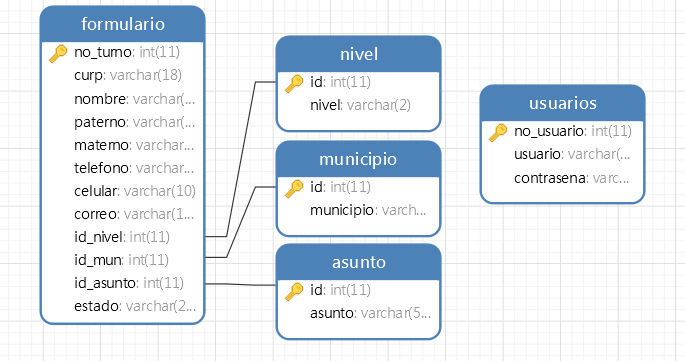 formulario
no_turno: int(11)
curp: varchar(18)
nombre: varchar(...
paterno: varchar(...
materno: varchar...
telefono: varchar...
celular: varchar(10)
correo: varchar(1...
id_nivel: int(11)
id_mun: int(11)
id_asunto: int(11)
estado: varchar(2...
nivel
id: int(11)
nivel: varchar(2)
municipio
id: int(11)
municipio: varch...
asunto
id: int(11)
asunto: varchar(5...
usuarios
no_usuario: int(11)
usuario: varchar(...
contrasena: varc...